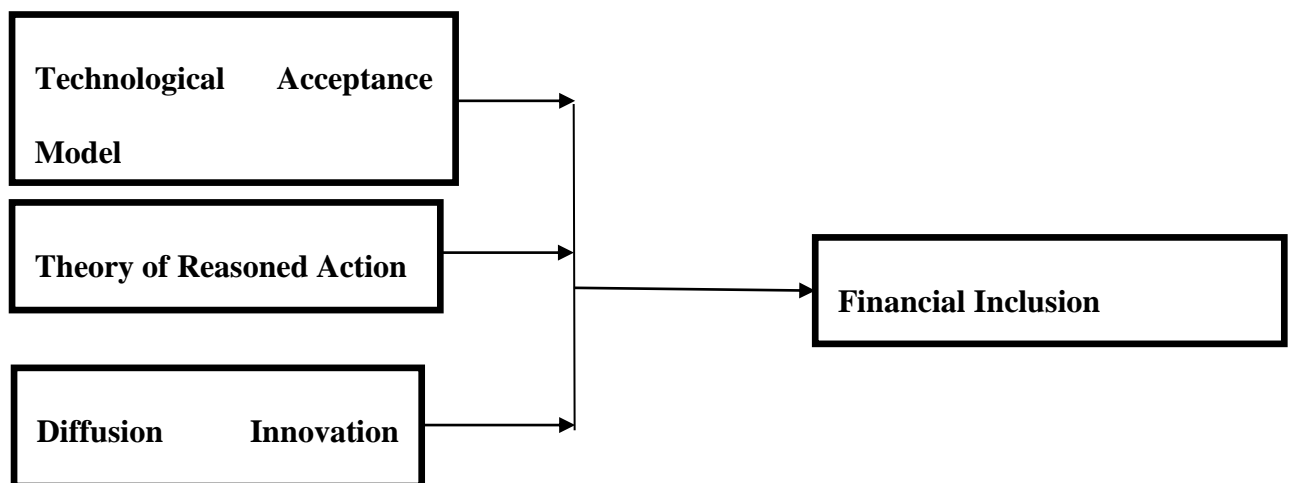 Technological Acceptance
Model
Theory of Reasoned Action
Financial Inclusion
Diffusion Innovation